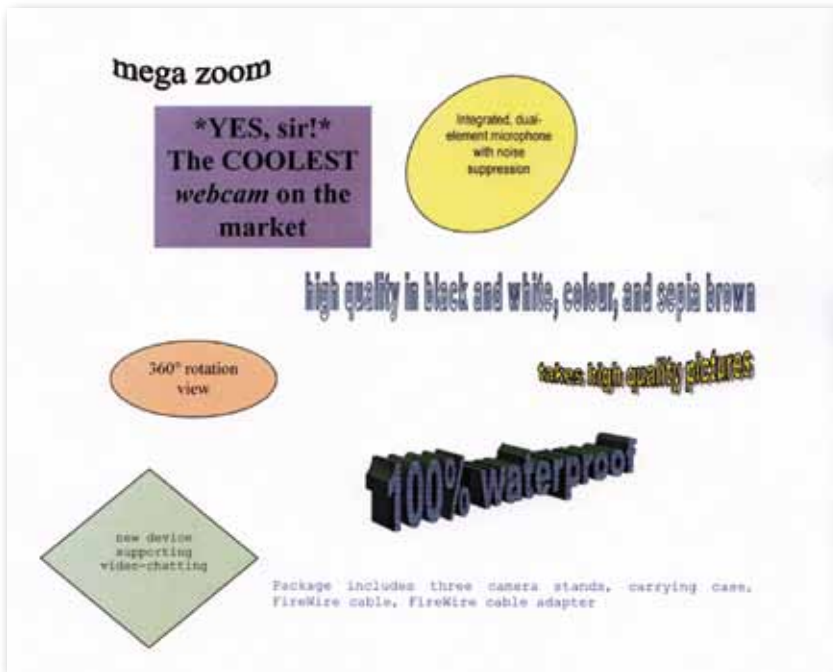 mega zoom
*YES, sir!*
The COOLEST
webcam on the
market
Integrated, dual-
element microphone
with noise
suppression
high quality in black and white, colour, and sepia brown
360° rotation
view
takes high quality pictures
100% waterproof
new device
supporting
video-chatting
Package includes three camera stands, carrying case,
FireWire cable, FireWire cable adapter